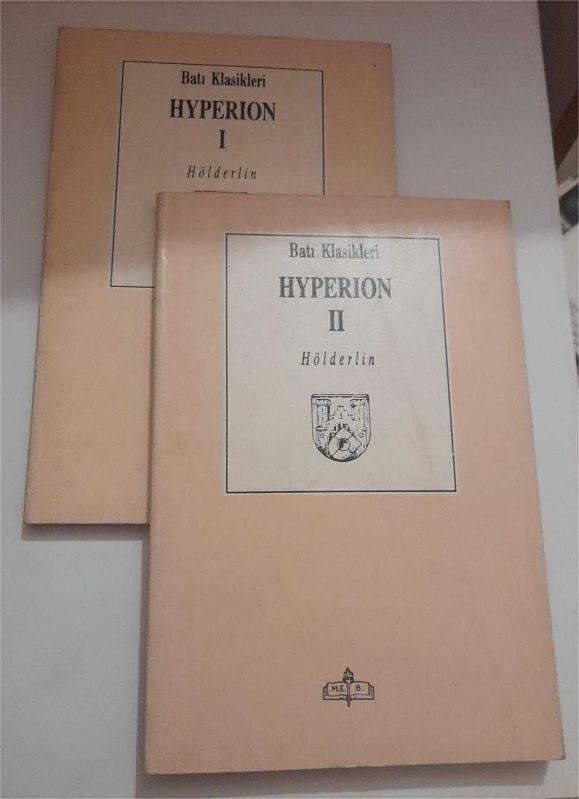 Batı Klasikleri
HYPERION
I
Hölderlin
Batı Klasikleri
HYPERION
II
Hölderlin
M.E B.